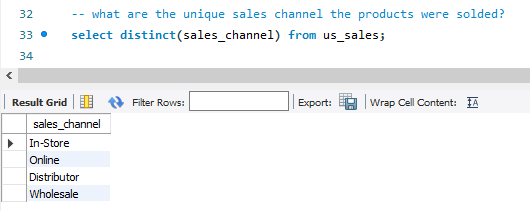 32 -- what are the unique sales channel the products were solded?
33 select distinct(sales_channel) from us_sales;
34
Result Grid Filter Rows: Export: Wrap Cell Content:
sales_channel
In-Store
Online
Distributor
Wholesale